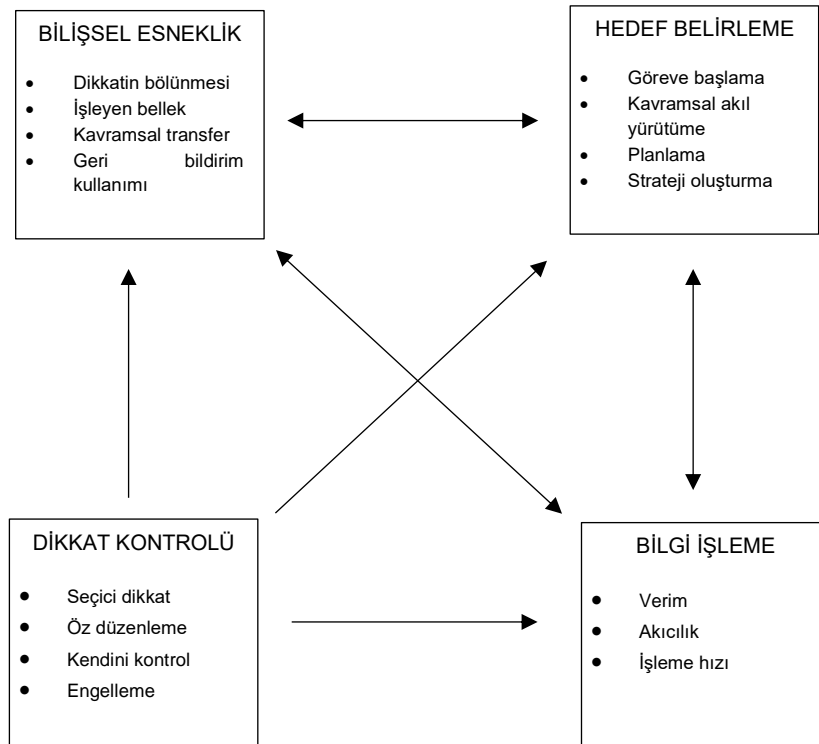 BİLİŞSEL ESNEKLİK
• Dikkatin bölünmesi
• İşleyen bellek
• Kavramsal transfer
• Geri bildirim
kullanımı
HEDEF BELİRLEME
• Göreve başlama
• Kavramsal akıl
yürütüme
• Planlama
• Strateji oluşturma
DİKKAT KONTROLÜ
• Seçici dikkat
• Öz düzenleme
• Kendini kontrol
• Engelleme
BİLGİ İŞLEME
• Verim
• Akıcılık
• İşleme hızı